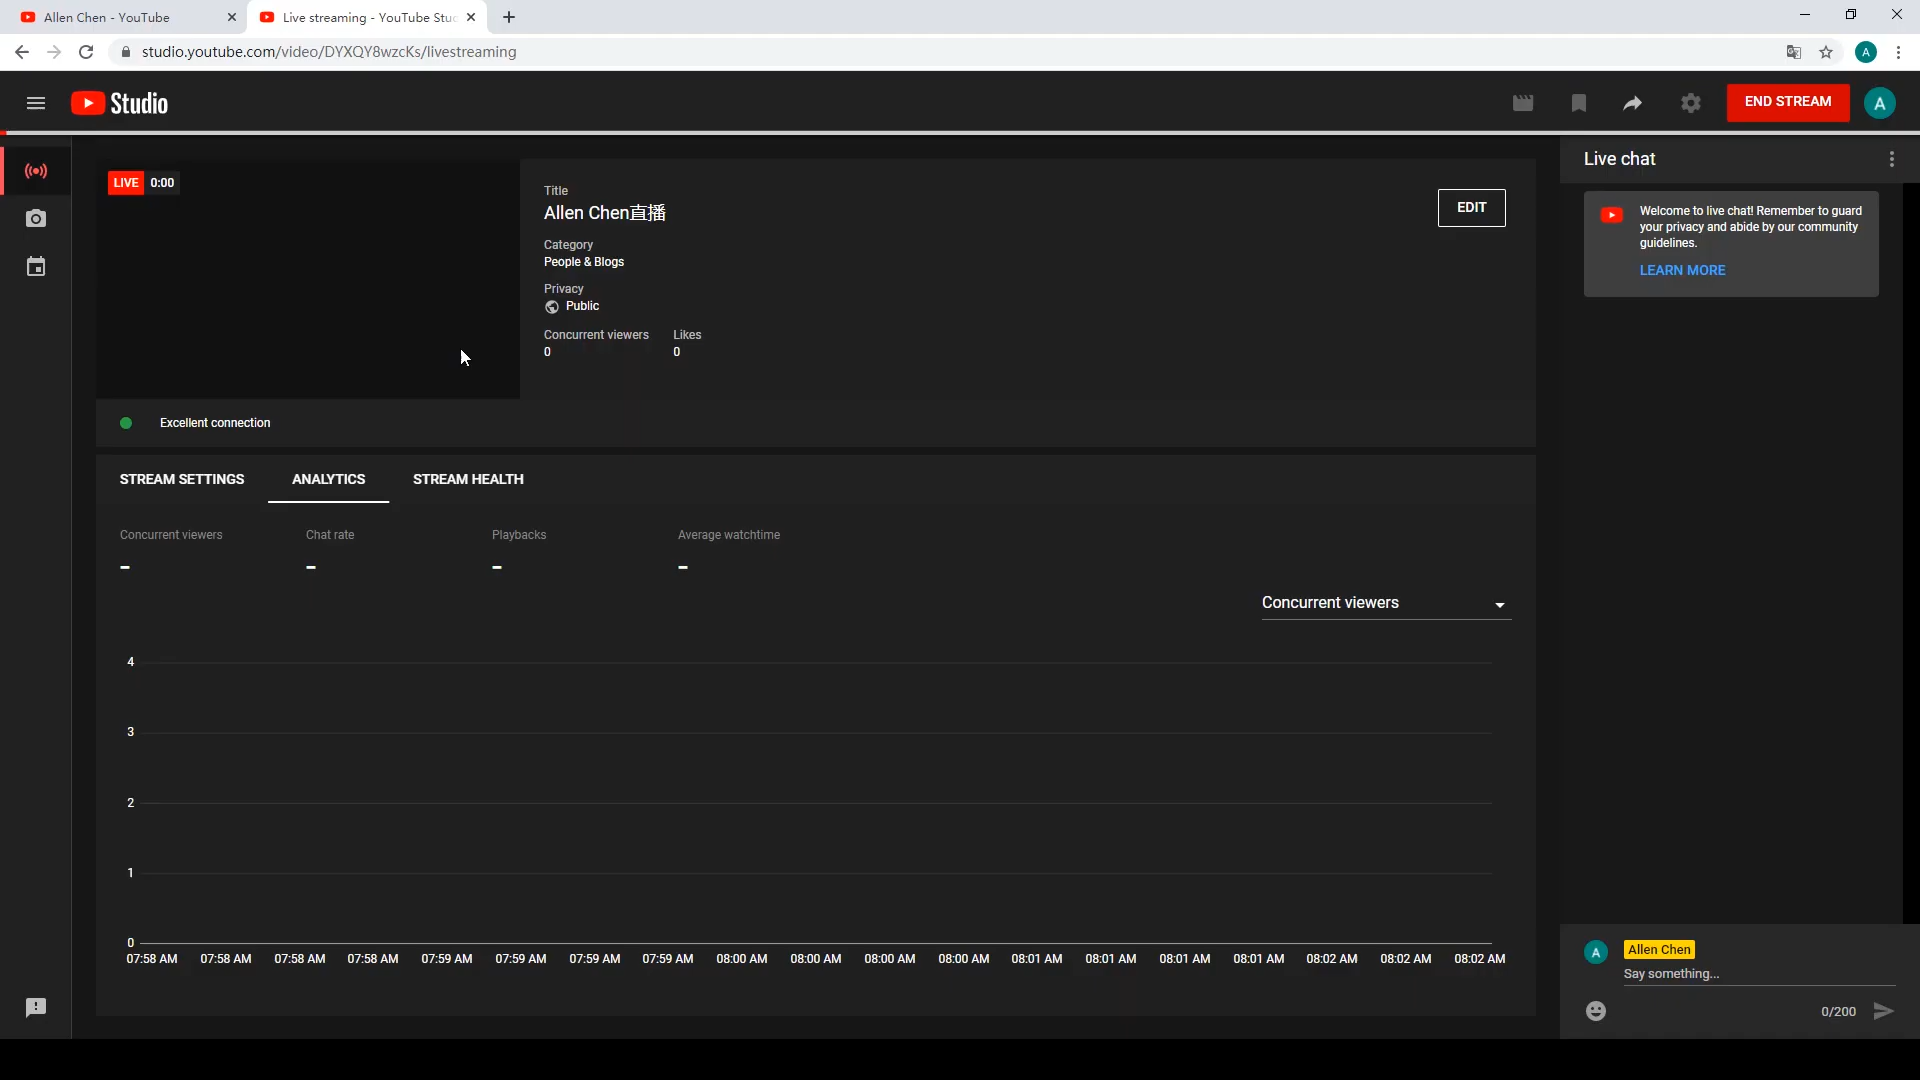 Allen Chen - YouTube
Live streaming - YouTube Stu
studio.youtube.com/video/DYXQY8wzcKs/livestreaming
A
Studio
END STREAM
A
LIVE 0:00
Title
Allen Chen直播
EDIT
Category
People & Blogs
Privacy
Public
Concurrent viewers Likes
0 0
Excellent connection
STREAM SETTINGS ANALYTICS STREAM HEALTH
Concurrent viewers Chat rate Playbacks Average watchtime
– – – –
Concurrent viewers
4
3
2
1
0
07:58 AM 07:58 AM 07:58 AM 07:58 AM 07:59 AM 07:59 AM 07:59 AM 07:59 AM 08:00 AM 08:00 AM 08:00 AM 08:00 AM 08:01 AM 08:01 AM 08:01 AM 08:01 AM 08:02 AM 08:02 AM 08:02 AM
Live chat
Welcome to live chat! Remember to guard
your privacy and abide by our community
guidelines.
LEARN MORE
A
Allen Chen
Say something...
0/200